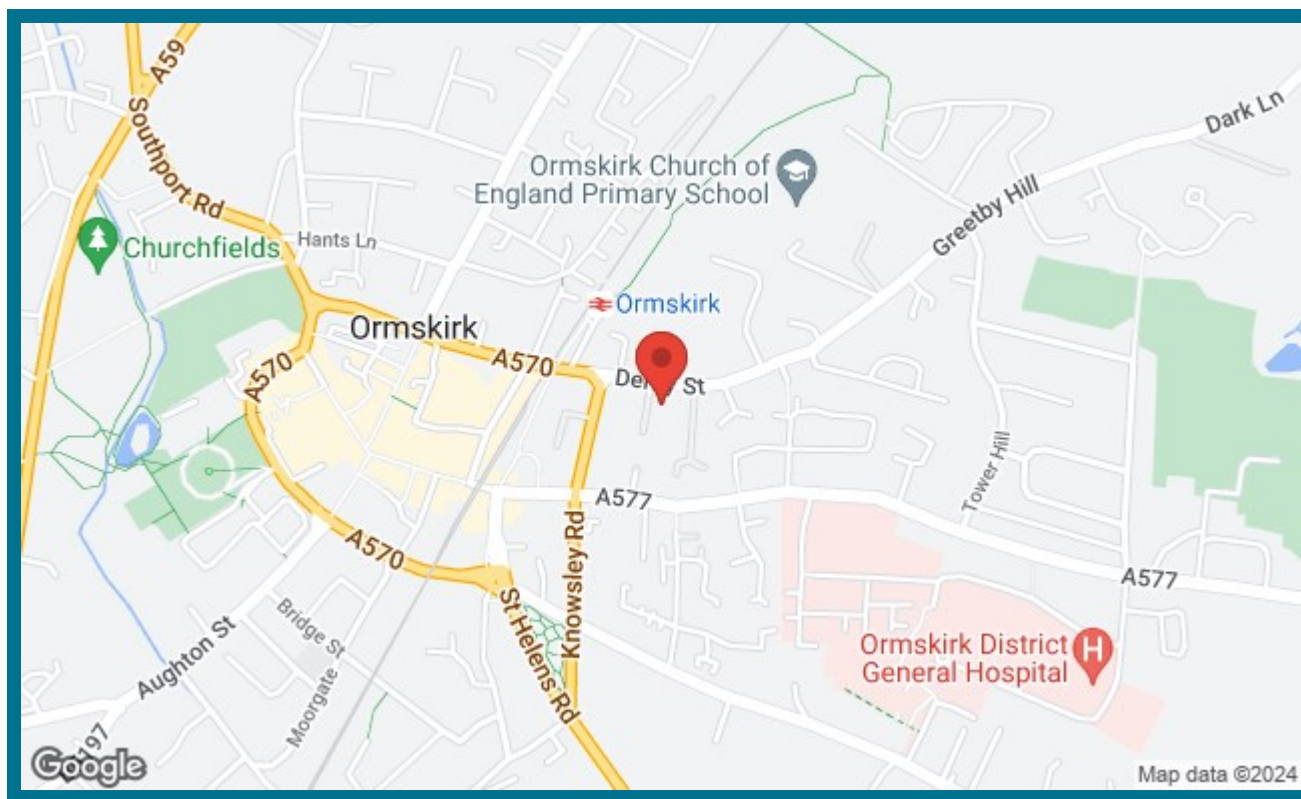 A59
Southport Rd
Dark Ln
Ormskirk Church of
England Primary School
Greetby Hill
Hants Ln
Churchfields
Ormskirk
Ormskirk
A570
A570
St
A577
Tower Hill
A570
Knowsley Rd
A577
St Helens Rd
Bridge St
Aughton St
Ormskirk District
General Hospital
H
Moorgate
Google
Map data ©2024